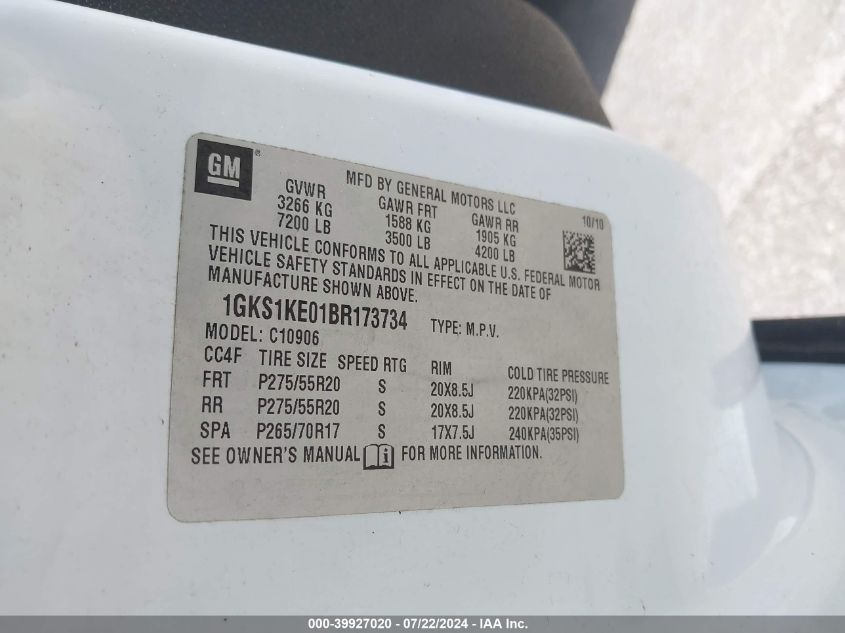 GM ®
MFD BY GENERAL MOTORS LLC 10/10
GVWR GAWR FRT GAWR RR
3266 KG 1588 KG 1905 KG
7200 LB 3500 LB 4200 LB
THIS VEHICLE CONFORMS TO ALL APPLICABLE U.S. FEDERAL MOTOR
VEHICLE SAFETY STANDARDS IN EFFECT ON THE DATE OF
MANUFACTURE SHOWN ABOVE.
1GKS1KE01BR173734 TYPE: M.P.V.
MODEL: C10906
CC4F TIRE SIZE SPEED RTG RIM COLD TIRE PRESSURE
FRT P275/55R20 S 20X8.5J 220KPA(32PSI)
RR P275/55R20 S 20X8.5J 220KPA(32PSI)
SPA P265/70R17 S 17X7.5J 240KPA(35PSI)
SEE OWNER'S MANUAL i FOR MORE INFORMATION.
000-39927020 - 07/22/2024 - IAA Inc.